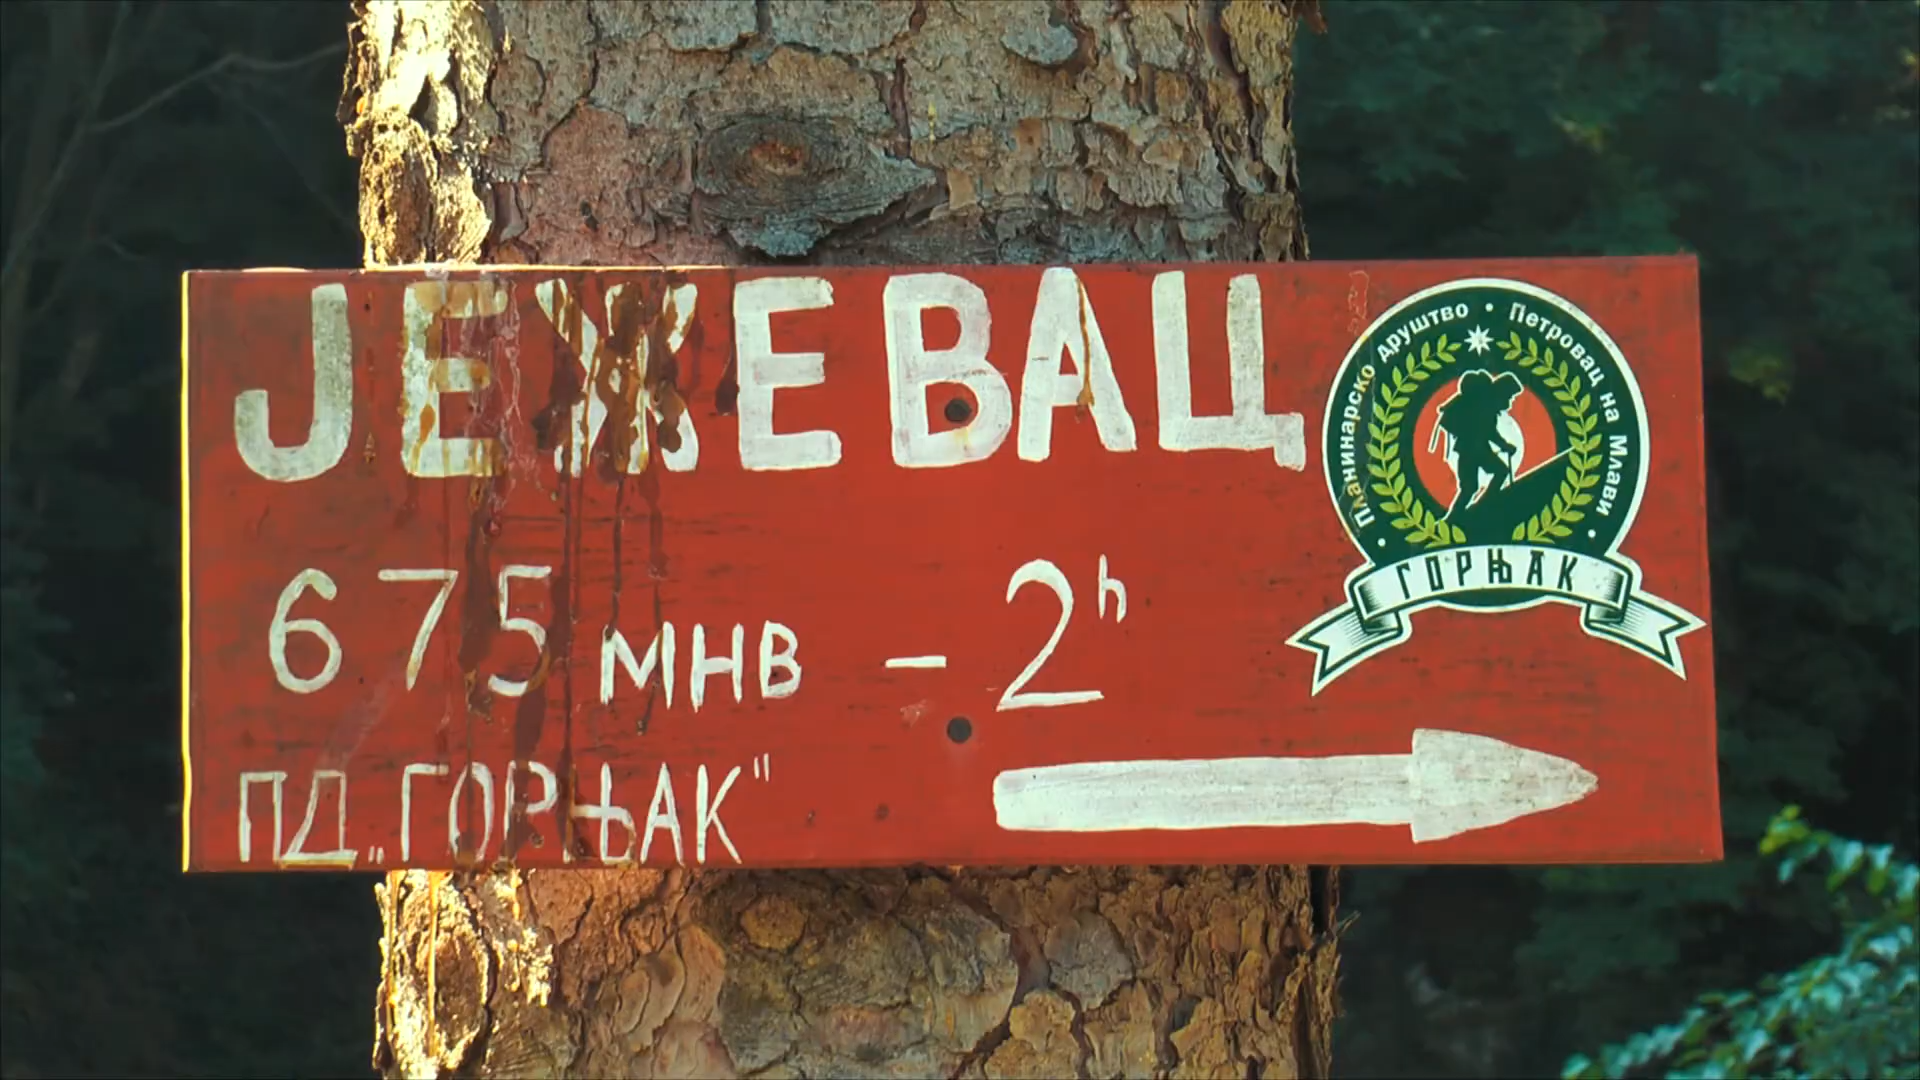 ЈЕЖЕВАЦ
675 МНВ – 2h
ПД „ГОРЊАК"
Планинарско друштво • Петровац на Млави
ГОРЊАК